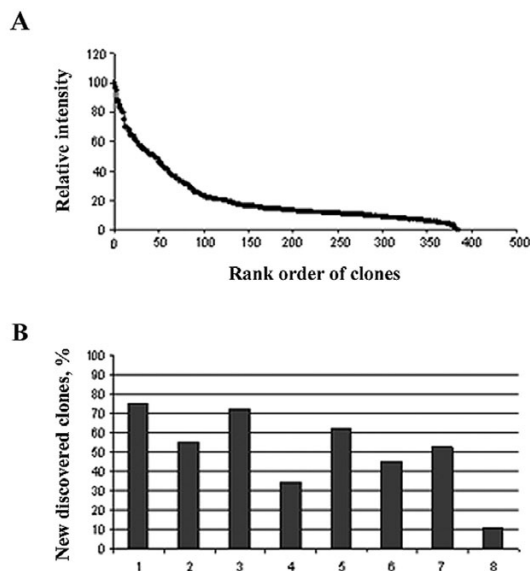 A
120
100
80
60
40
20
0
Relative intensity
0 50 100 150 200 250 300 350 400 450 500
Rank order of clones
B
100
90
80
70
60
50
40
30
20
10
0
New discovered clones, %
1 2 3 4 5 6 7 8